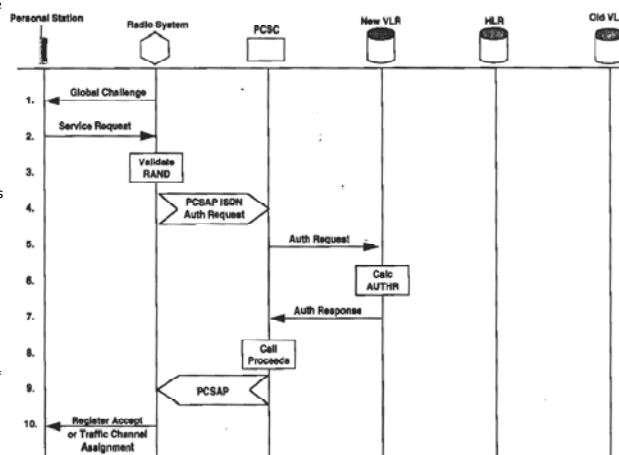 Personal Station
Radio System
PCSC
New VLR
HLR
Old VL
1.
Global Challenge
2.
Service Request
3.
Validate
RAND
4.
PCSAP ISDN
Auth Request
5.
Auth Request
6.
Calc
AUTHR
7.
Auth Response
8.
Call
Proceeds
9.
PCSAP
10.
Register Accept
or Traffic Channel
Assignment